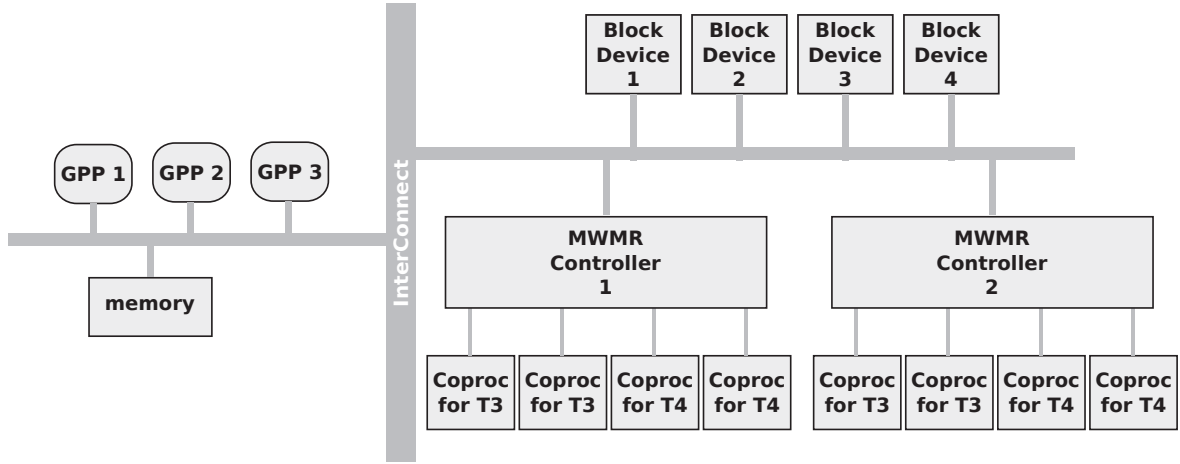 Block
Device
1
Block
Device
2
Block
Device
3
Block
Device
4
GPP 1
GPP 2
GPP 3
InterConnect
memory
MWMR
Controller
1
MWMR
Controller
2
Coproc
for T3
Coproc
for T3
Coproc
for T4
Coproc
for T4
Coproc
for T3
Coproc
for T3
Coproc
for T4
Coproc
for T4